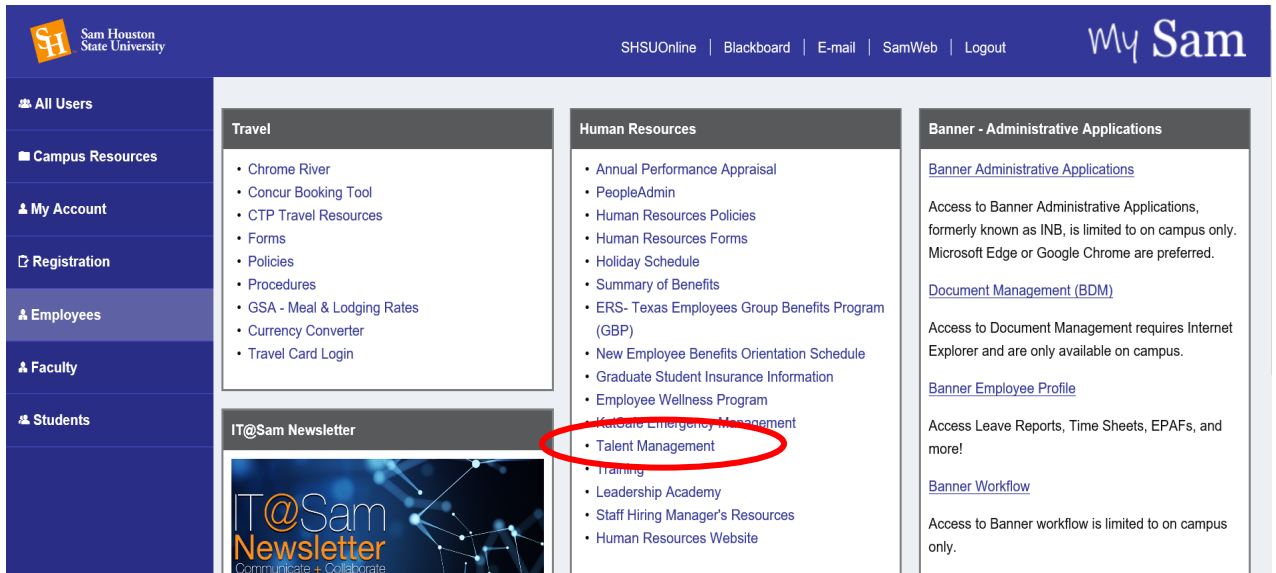 Sam Houston
State University
SHSUOnline | Blackboard | E-mail | SamWeb | Logout
My Sam
All Users
Campus Resources
My Account
Registration
Employees
Faculty
Students
Travel
• Chrome River
• Concur Booking Tool
• CTP Travel Resources
• Forms
• Policies
• Procedures
• GSA - Meal & Lodging Rates
• Currency Converter
• Travel Card Login
IT@Sam Newsletter
IT@Sam
Newsletter
Communicate + Collaborate
Human Resources
• Annual Performance Appraisal
• PeopleAdmin
• Human Resources Policies
• Human Resources Forms
• Holiday Schedule
• Summary of Benefits
• ERS- Texas Employees Group Benefits Program
(GBP)
• New Employee Benefits Orientation Schedule
• Graduate Student Insurance Information
• Employee Wellness Program
• KatSafe Emergency Management
• Talent Management
• Training
• Leadership Academy
• Staff Hiring Manager's Resources
• Human Resources Website
Banner - Administrative Applications
Banner Administrative Applications
Access to Banner Administrative Applications,
formerly known as INB, is limited to on campus only.
Microsoft Edge or Google Chrome are preferred.
Document Management (BDM)
Access to Document Management requires Internet
Explorer and are only available on campus.
Banner Employee Profile
Access Leave Reports, Time Sheets, EPAFs, and
more!
Banner Workflow
Access to Banner workflow is limited to on campus
only.